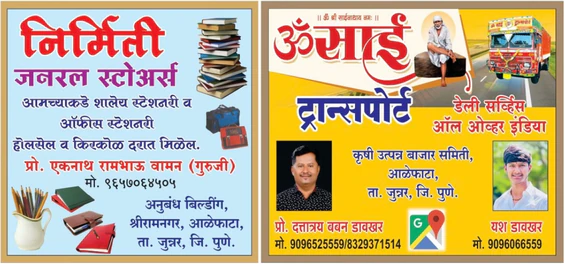 निर्मिती
जनरल स्टोअर्स
आमच्याकडे शालेय स्टेशनरी व
ऑफीस स्टेशनरी
होलसेल व किरकोळ दरात मिळेल.
प्रो. एकनाथ रामभाऊ वामन (गुरुजी)
मो. ९६५७०६४५०५
अनुबंध बिल्डींग,
श्रीरामनगर, आळेफाटा,
ता. जुन्नर, जि. पुणे.
॥ ॐ श्री साईनाथाय नमः ॥
ॐ साई
ट्रान्सपोर्ट
डेली सर्व्हिस
ऑल ओव्हर इंडिया
कृषी उत्पन्न बाजार समिती,
आळेफाटा,
ता. जुन्नर, जि. पुणे.
प्रो. दत्तात्रय बबन डावखर
मो. 9096525559/8329371514
यश डावखर
मो. 9096066559